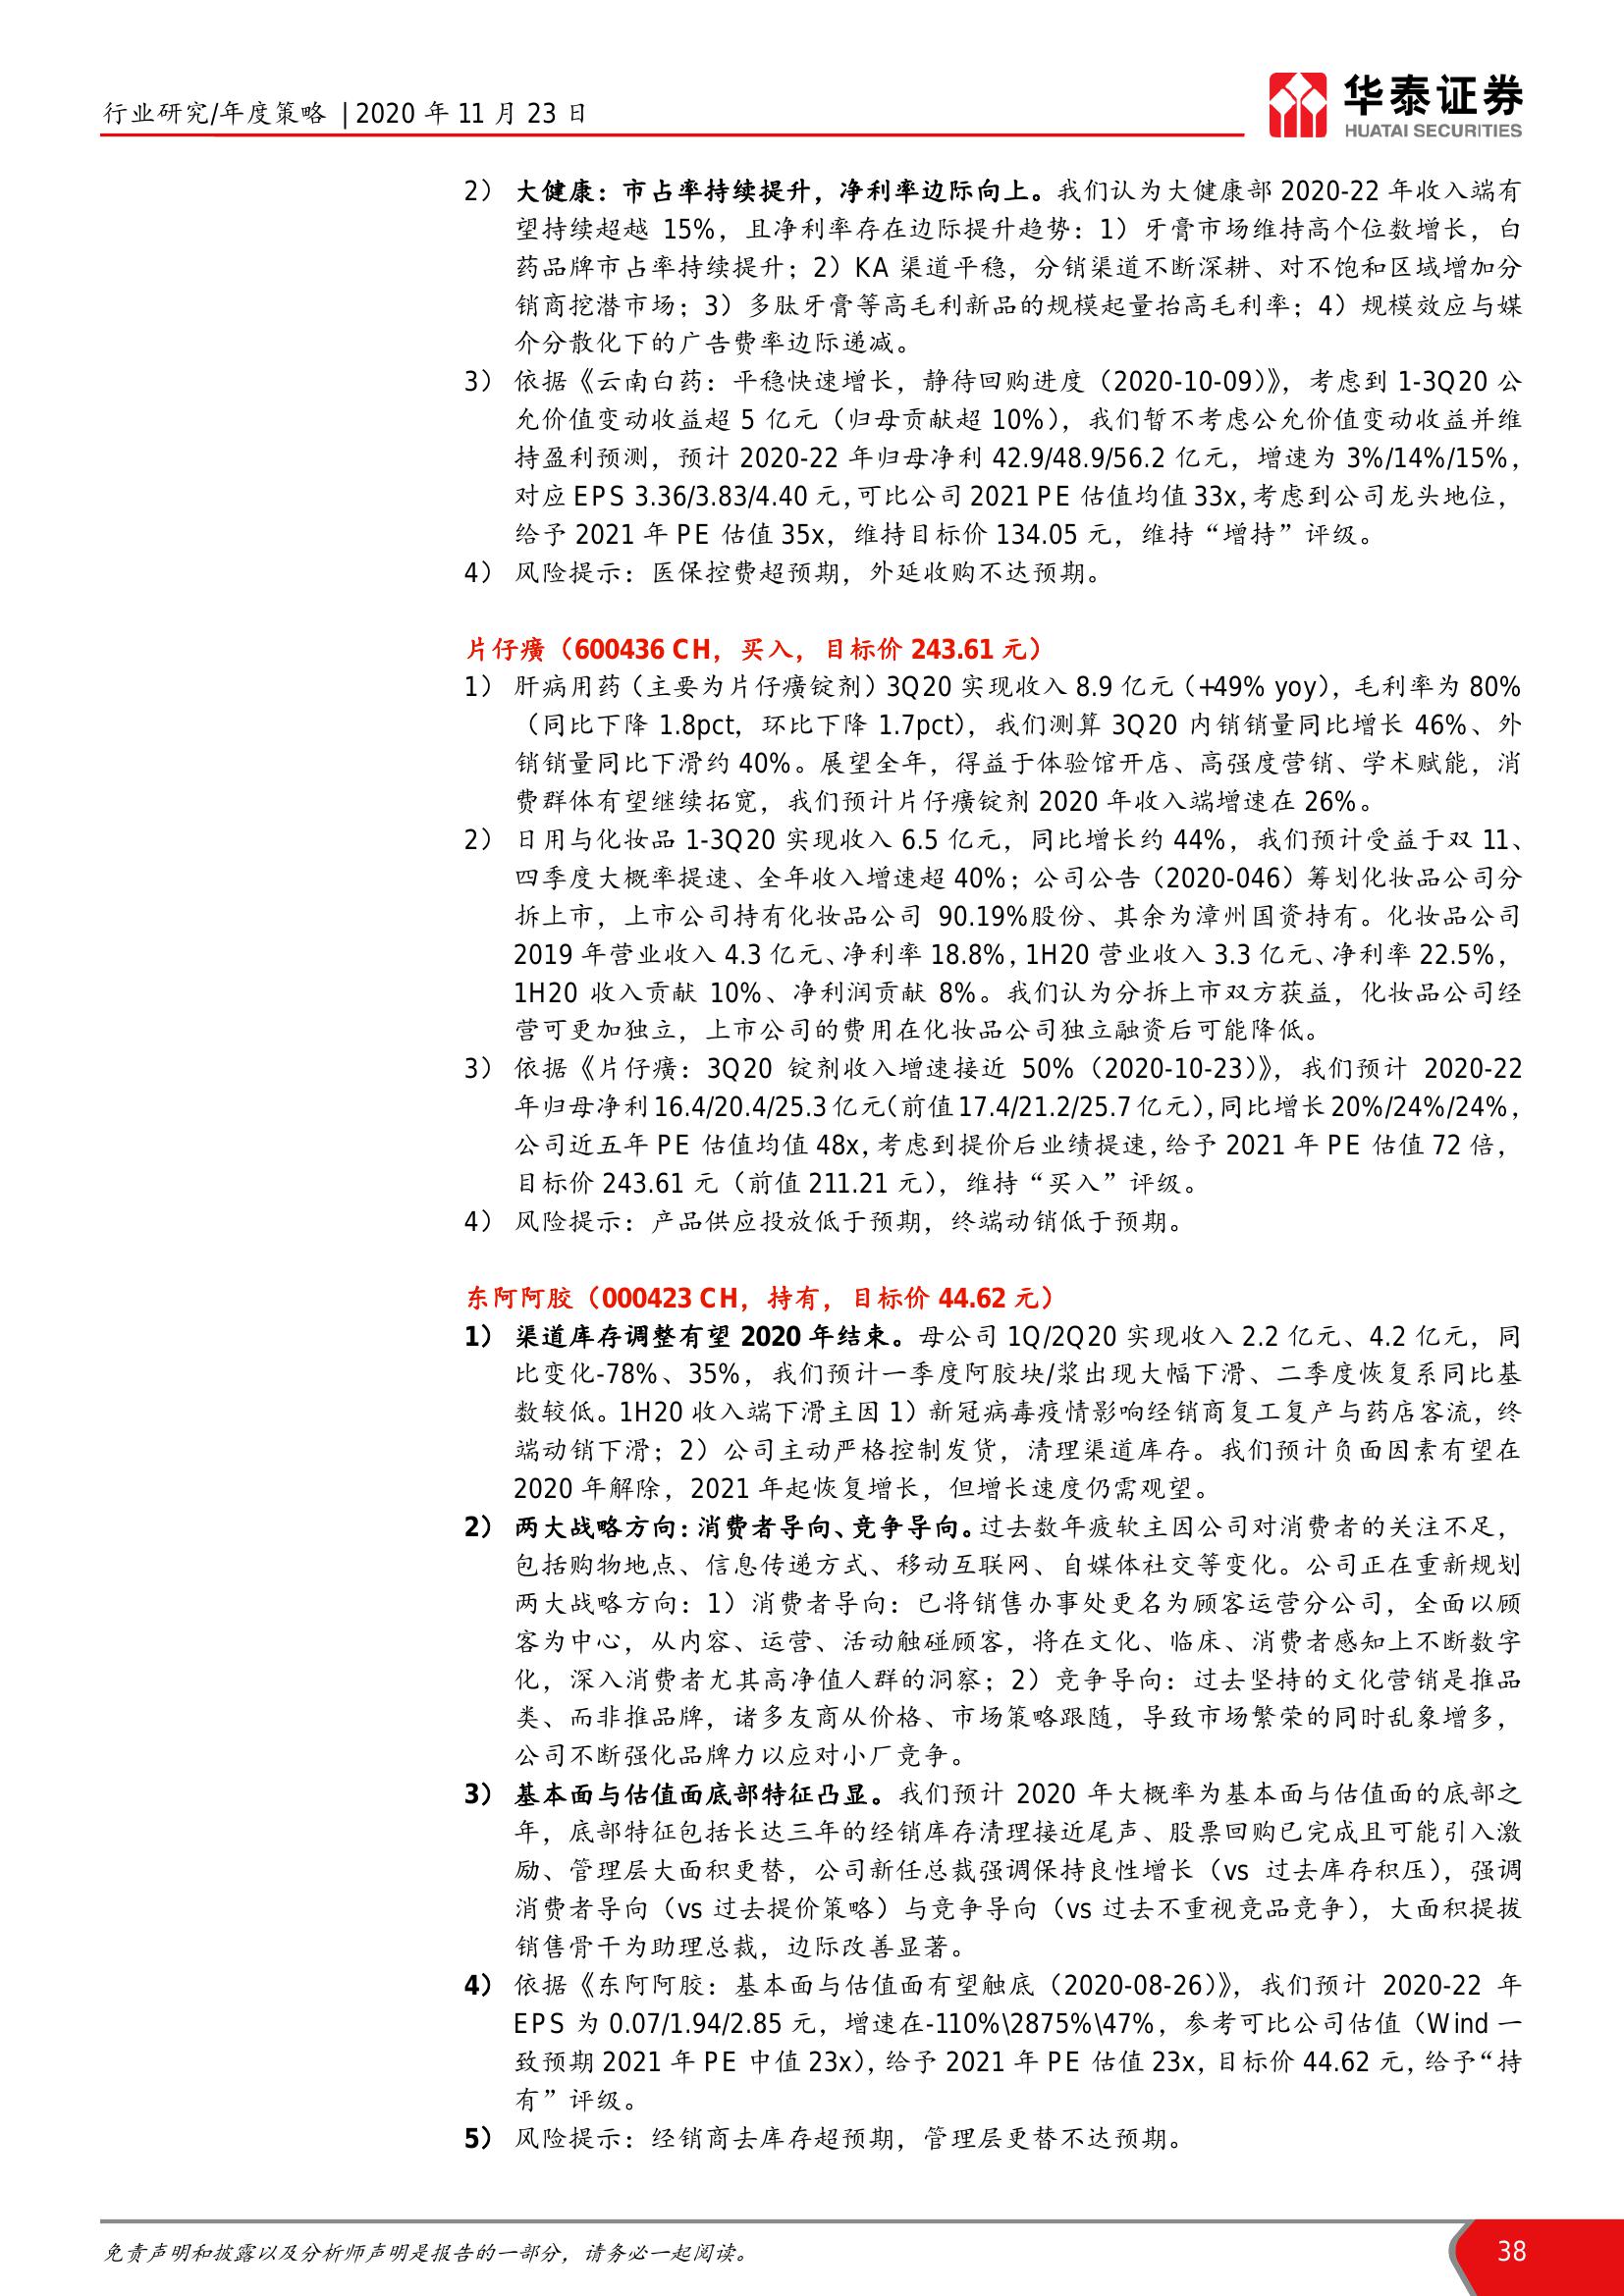 行业研究/年度策略 | 2020 年 11 月 23 日
华泰证券
HUATAI SECURITIES
2） 大健康：市占率持续提升，净利率边际向上。我们认为大健康部 2020-22 年收入端有
望持续超越 15%，且净利率存在边际提升趋势：1）牙膏市场维持高个位数增长，白
药品牌市占率持续提升；2）KA 渠道平稳，分销渠道不断深耕、对不饱和区域增加分
销商挖潜市场；3）多肽牙膏等高毛利新品的规模起量抬高毛利率；4）规模效应与媒
介分散化下的广告费率边际递减。
3） 依据《云南白药：平稳快速增长，静待回购进度（2020-10-09）》，考虑到 1-3Q20 公
允价值变动收益超 5 亿元（归母贡献超 10%），我们暂不考虑公允价值变动收益并维
持盈利预测，预计 2020-22 年归母净利 42.9/48.9/56.2 亿元，增速为 3%/14%/15%，
对应 EPS 3.36/3.83/4.40 元，可比公司 2021 PE 估值均值 33x，考虑到公司龙头地位，
给予 2021 年 PE 估值 35x，维持目标价 134.05 元，维持“增持”评级。
4） 风险提示：医保控费超预期，外延收购不达预期。
片仔癀（600436 CH，买入，目标价 243.61 元）
1） 肝病用药（主要为片仔癀锭剂）3Q20 实现收入 8.9 亿元（+49% yoy），毛利率为 80%
（同比下降 1.8pct，环比下降 1.7pct），我们测算 3Q20 内销销量同比增长 46%、外
销销量同比下滑约 40%。展望全年，得益于体验馆开店、高强度营销、学术赋能，消
费群体有望继续拓宽，我们预计片仔癀锭剂 2020 年收入端增速在 26%。
2） 日用与化妆品 1-3Q20 实现收入 6.5 亿元，同比增长约 44%，我们预计受益于双 11、
四季度大概率提速、全年收入增速超 40%；公司公告（2020-046）筹划化妆品公司分
拆上市，上市公司持有化妆品公司 90.19%股份、其余为漳州国资持有。化妆品公司
2019 年营业收入 4.3 亿元、净利率 18.8%，1H20 营业收入 3.3 亿元、净利率 22.5%，
1H20 收入贡献 10%、净利润贡献 8%。我们认为分拆上市双方获益，化妆品公司经
营可更加独立，上市公司的费用在化妆品公司独立融资后可能降低。
3） 依据《片仔癀：3Q20 锭剂收入增速接近 50%（2020-10-23）》，我们预计 2020-22
年归母净利 16.4/20.4/25.3 亿元（前值 17.4/21.2/25.7 亿元），同比增长 20%/24%/24%，
公司近五年 PE 估值均值 48x，考虑到提价后业绩提速，给予 2021 年 PE 估值 72 倍，
目标价 243.61 元（前值 211.21 元），维持“买入”评级。
4） 风险提示：产品供应投放低于预期，终端动销低于预期。
东阿阿胶（000423 CH，持有，目标价 44.62 元）
1） 渠道库存调整有望 2020 年结束。母公司 1Q/2Q20 实现收入 2.2 亿元、4.2 亿元，同
比变化-78%、35%，我们预计一季度阿胶块/浆出现大幅下滑、二季度恢复系同比基
数较低。1H20 收入端下滑主因 1）新冠病毒疫情影响经销商复工复产与药店客流，终
端动销下滑；2）公司主动严格控制发货，清理渠道库存。我们预计负面因素有望在
2020 年解除，2021 年起恢复增长，但增长速度仍需观望。
2） 两大战略方向：消费者导向、竞争导向。过去数年疲软主因公司对消费者的关注不足，
包括购物地点、信息传递方式、移动互联网、自媒体社交等变化。公司正在重新规划
两大战略方向：1）消费者导向：已将销售办事处更名为顾客运营分公司，全面以顾
客为中心，从内容、运营、活动触碰顾客，将在文化、临床、消费者感知上不断数字
化，深入消费者尤其高净值人群的洞察；2）竞争导向：过去坚持的文化营销是推品
类、而非推品牌，诸多友商从价格、市场策略跟随，导致市场繁荣的同时乱象增多，
公司不断强化品牌力以应对小厂竞争。
3） 基本面与估值面底部特征凸显。我们预计 2020 年大概率为基本面与估值面的底部之
年，底部特征包括长达三年的经销库存清理接近尾声、股票回购已完成且可能引入激
励、管理层大面积更替，公司新任总裁强调保持良性增长（vs 过去库存积压），强调
消费者导向（vs 过去提价策略）与竞争导向（vs 过去不重视竞品竞争），大面积提拔
销售骨干为助理总裁，边际改善显著。
4） 依据《东阿阿胶：基本面与估值面有望触底（2020-08-26）》，我们预计 2020-22 年
EPS 为 0.07/1.94/2.85 元，增速在-110%\2875%\47%，参考可比公司估值（Wind 一
致预期 2021 年 PE 中值 23x），给予 2021 年 PE 估值 23x，目标价 44.62 元，给予“持
有”评级。
5） 风险提示：经销商去库存超预期，管理层更替不达预期。
免责声明和披露以及分析师声明是报告的一部分，请务必一起阅读。
38